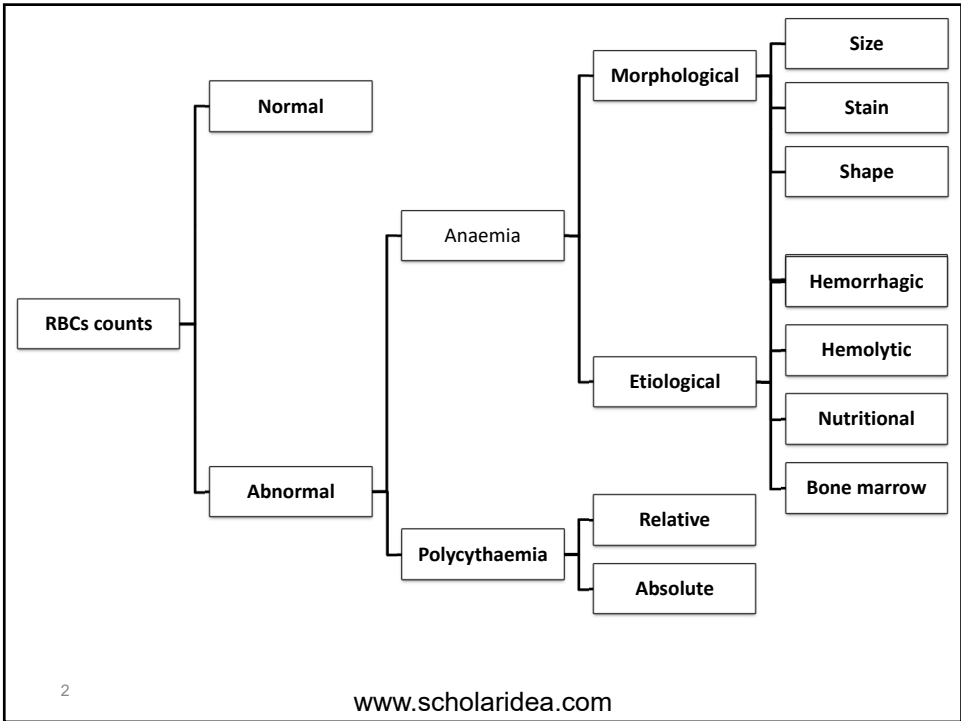 RBCs counts
Normal
Abnormal
Anaemia
Polycythaemia
Morphological
Etiological
Relative
Absolute
Size
Stain
Shape
Hemorrhagic
Hemolytic
Nutritional
Bone marrow
2
www.scholaridea.com